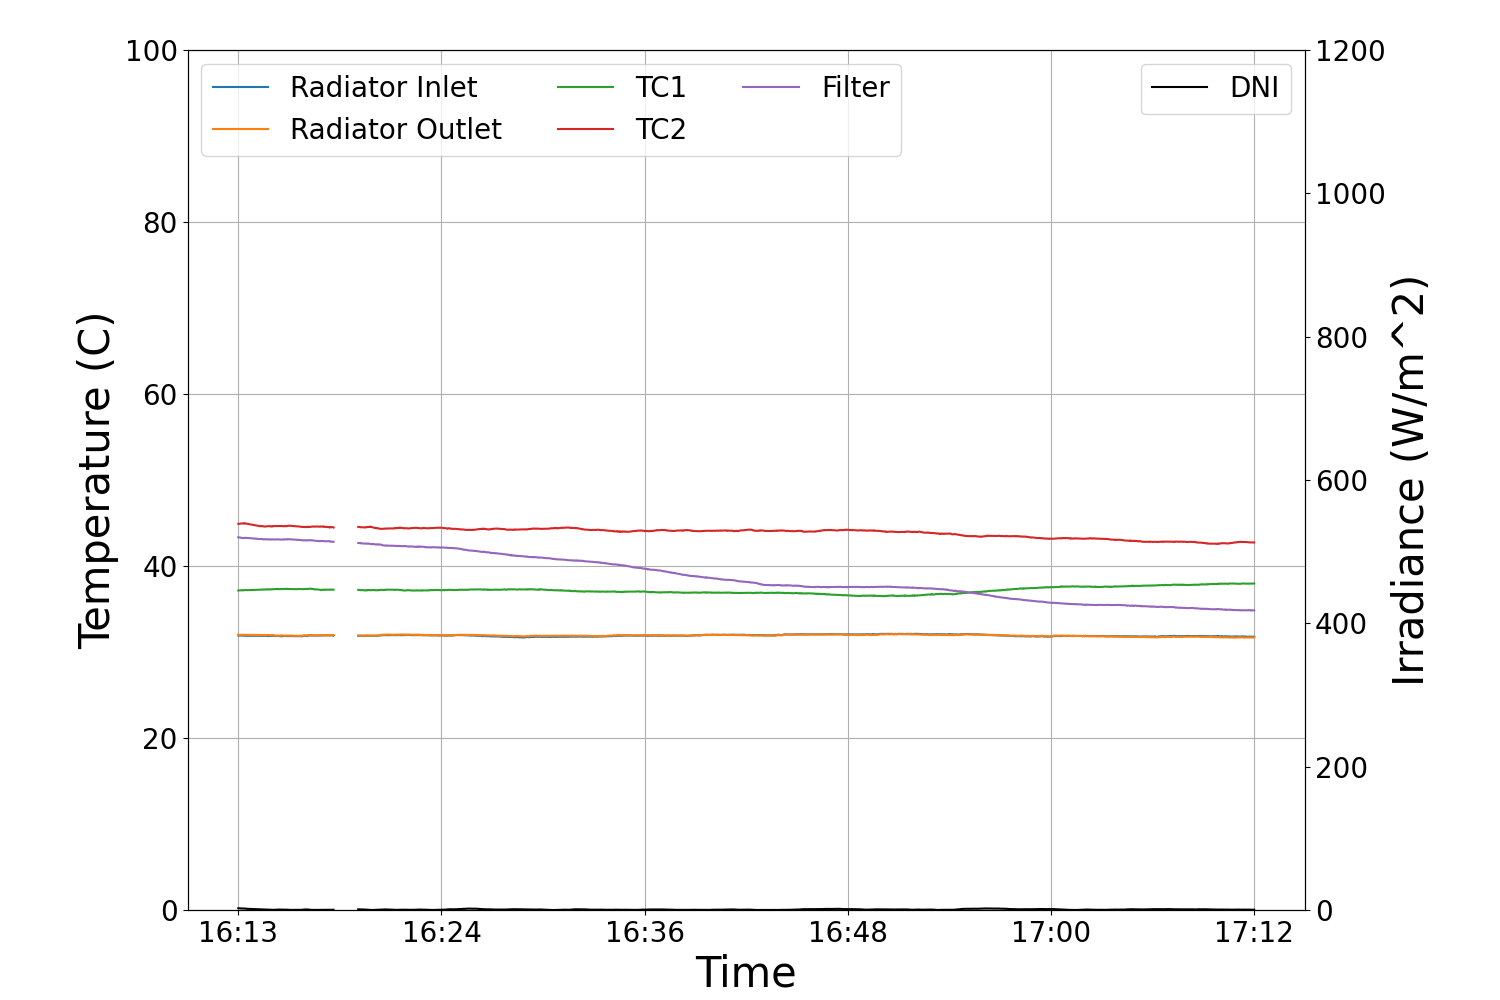 Temperature (C)
100
80
60
40
20
0
Radiator Inlet
Radiator Outlet
TC1
TC2
Filter
DNI
1200
1000
800
600
400
200
0
Irradiance (W/m^2)
16:13
16:24
16:36
16:48
17:00
17:12
Time